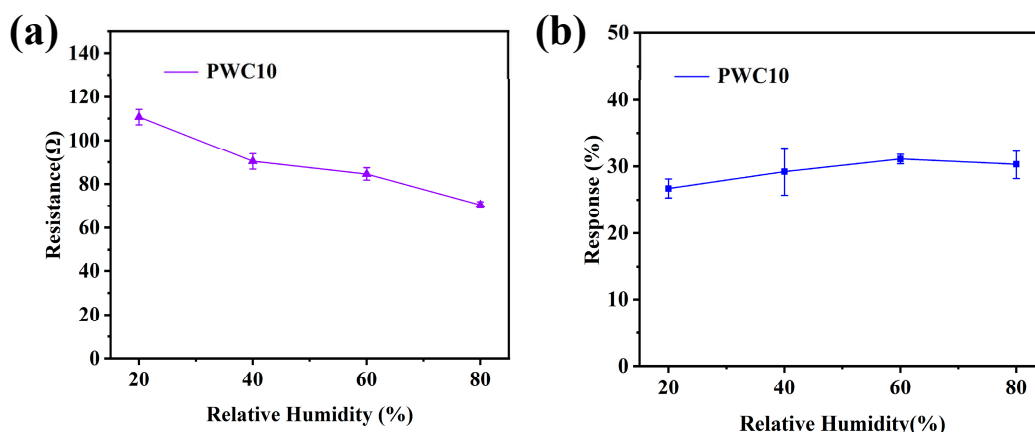 (a)
PWC10
Resistance(Ω)
140
120
100
80
60
40
20
0
20 40 60 80
Relative Humidity (%)
(b)
PWC10
Response (%)
50
40
30
20
10
0
20 40 60 80
Relative Humidity(%)